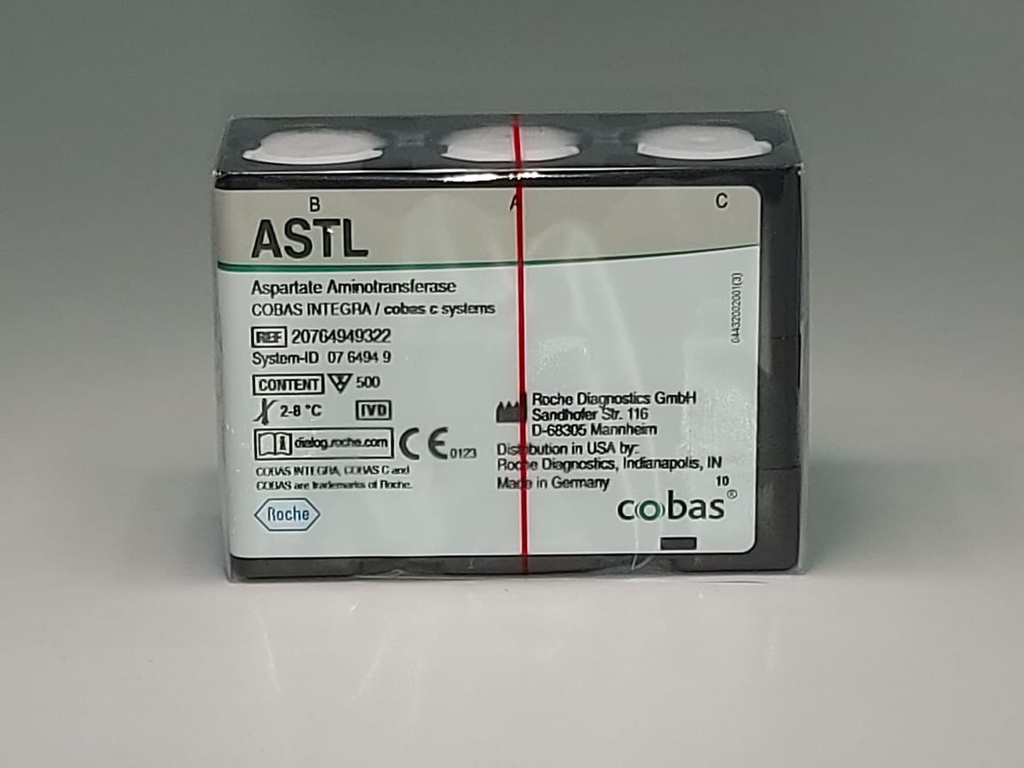 B A C
ASTL
Aspartate Aminotransferase
COBAS INTEGRA / cobas c systems
REF 20764949322
System-ID 07 6494 9
CONTENT 500
2-8 °C IVD
dialog.roche.com CE 0123
COBAS INTEGRA, COBAS C and
COBAS are trademarks of Roche.
Roche
Roche Diagnostics GmbH
Sandhofer Str. 116
D-68305 Mannheim
Distribution in USA by:
Roche Diagnostics, Indianapolis, IN
Made in Germany
10
cobas®
04432002001(3)